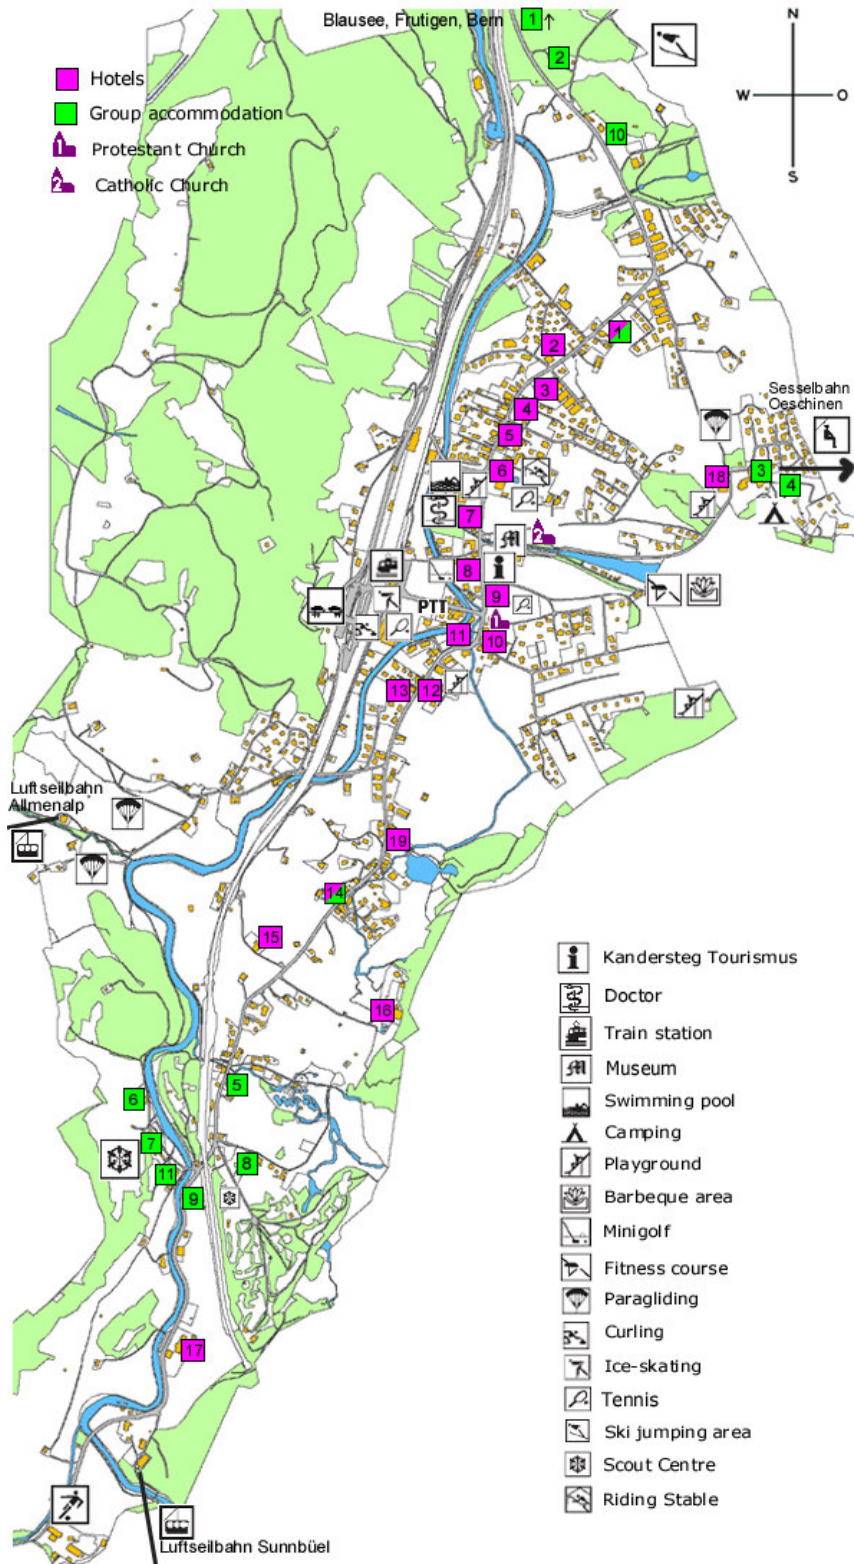 Blausee, Frutigen, Bern
1
↑
2
N
W
O
S
Hotels
Group accommodation
1 Protestant Church
2 Catholic Church
10
1
2
3
4
5
6
Sesselbahn
Oeschinen
18
3
4
7
M
2
8
i
9
PTT
1
11
10
13
12
Luftseilbahn
Allmenalp
19
14
15
16
5
6
7
8
11
9
17
Luftseilbahn Sunnbüel
i Kandersteg Tourismus
Doctor
Train station
M Museum
Swimming pool
Camping
Playground
Barbeque area
Minigolf
Fitness course
Paragliding
Curling
Ice-skating
Tennis
Ski jumping area
Scout Centre
Riding Stable